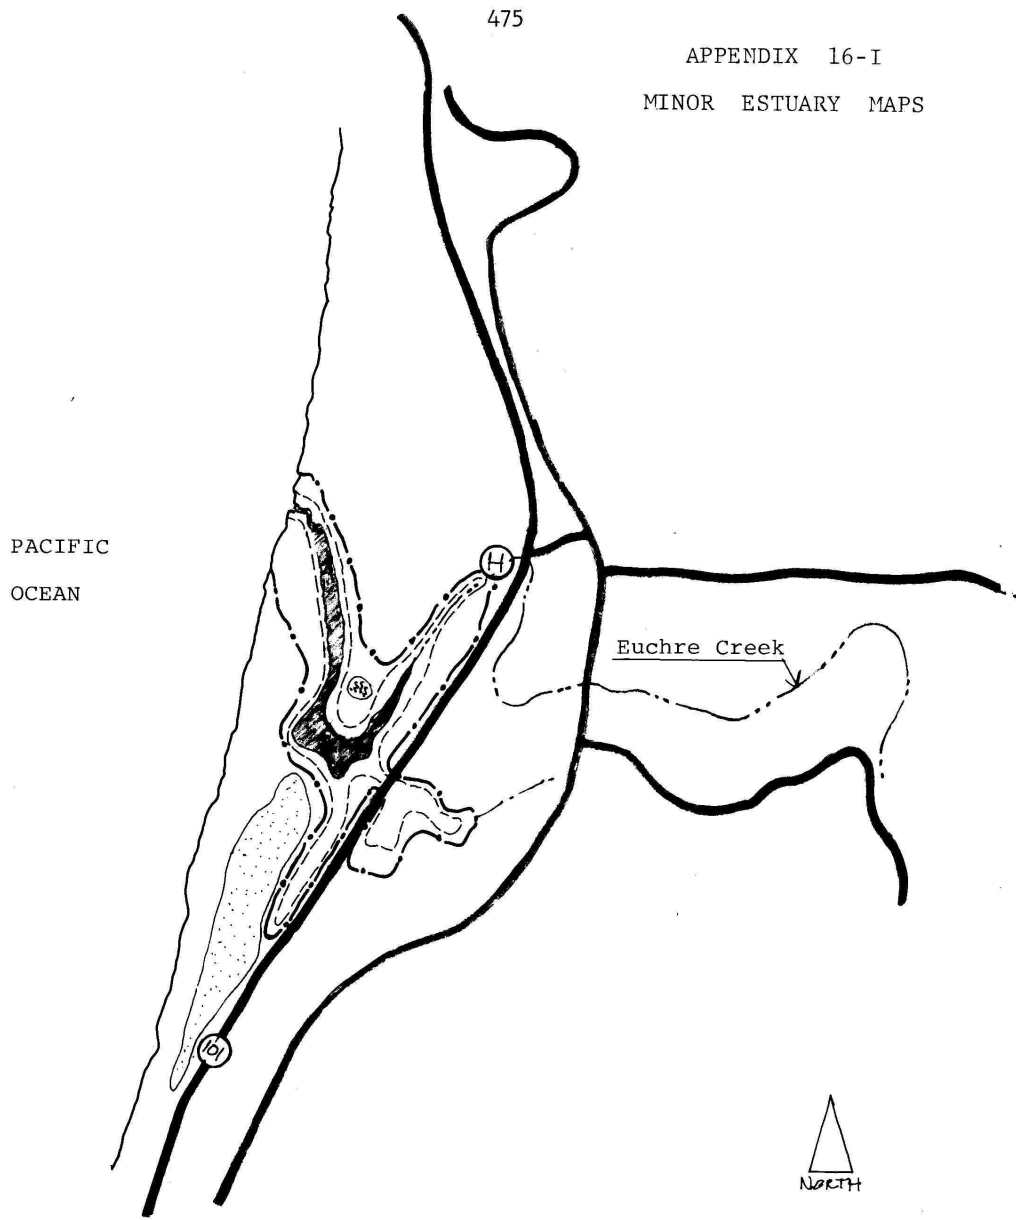 475
APPENDIX 16-I
MINOR ESTUARY MAPS
PACIFIC
OCEAN
H
Euchre Creek
101
NORTH